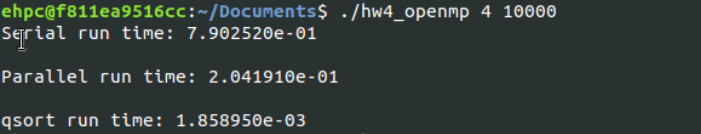 ehpc@f811ea9516cc:~/Documents$ ./hw4_openmp 4 10000
Serial run time: 7.902520e-01
Parallel run time: 2.041910e-01
qsort run time: 1.858950e-03